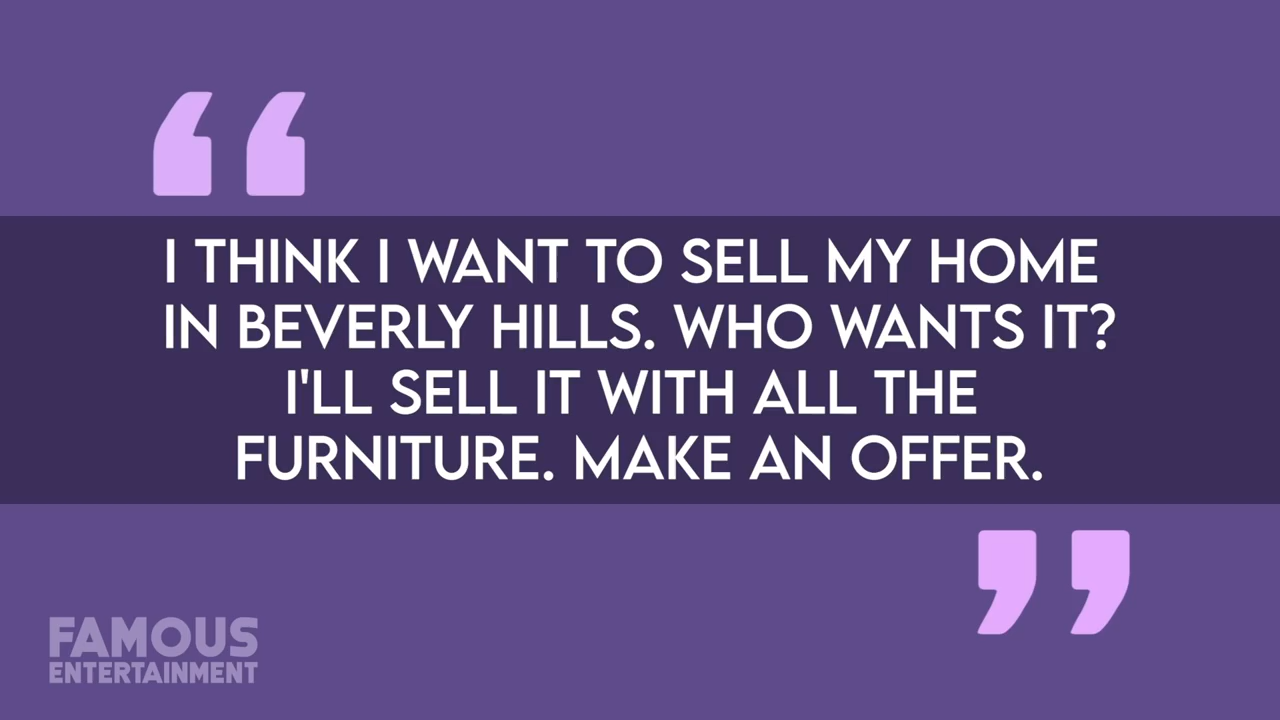 I THINK I WANT TO SELL MY HOME
IN BEVERLY HILLS. WHO WANTS IT?
I'LL SELL IT WITH ALL THE
FURNITURE. MAKE AN OFFER.
FAMOUS
ENTERTAINMENT